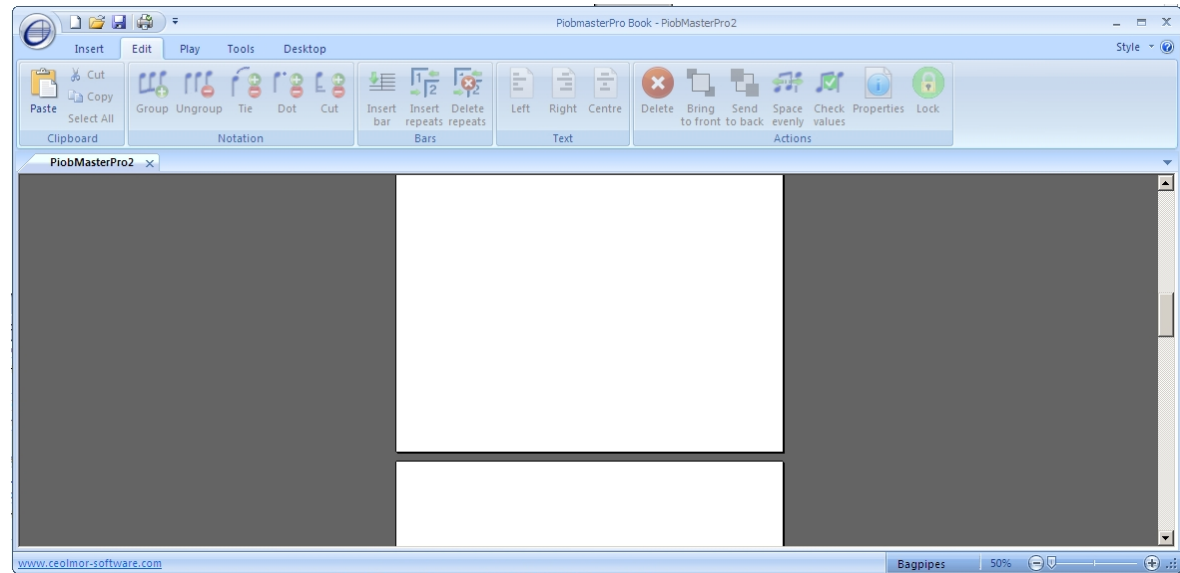 PiobmasterPro Book - PiobMasterPro2
Insert Edit Play Tools Desktop Style
Paste
Cut
Copy
Select All
Clipboard
Group Ungroup Tie Dot Cut
Notation
Insert bar
Insert repeats
Delete repeats
Bars
Left Right Centre
Text
Delete
Bring to front
Send to back
Space evenly
Check values
Properties
Lock
Actions
PiobMasterPro2
www.ceolmor-software.com
Bagpipes 50%